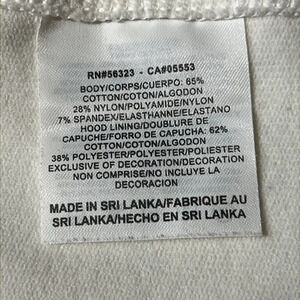 RN#56323 - CA#05553
BODY/CORPS/CUERPO: 65%
COTTON/COTON/ALGODON
28% NYLON/POLYAMIDE/NYLON
7% SPANDEX/ELASTHANNE/ELASTANO
HOOD LINING/DOUBLURE DE
CAPUCHE/FORRO DE CAPUCHA: 62%
COTTON/COTON/ALGODON
38% POLYESTER/POLYESTER/POLIESTER
EXCLUSIVE OF DECORATION/DECORATION
NON COMPRISE/NO INCLUYE LA
DECORACION
MADE IN SRI LANKA/FABRIQUE AU
SRI LANKA/HECHO EN SRI LANKA